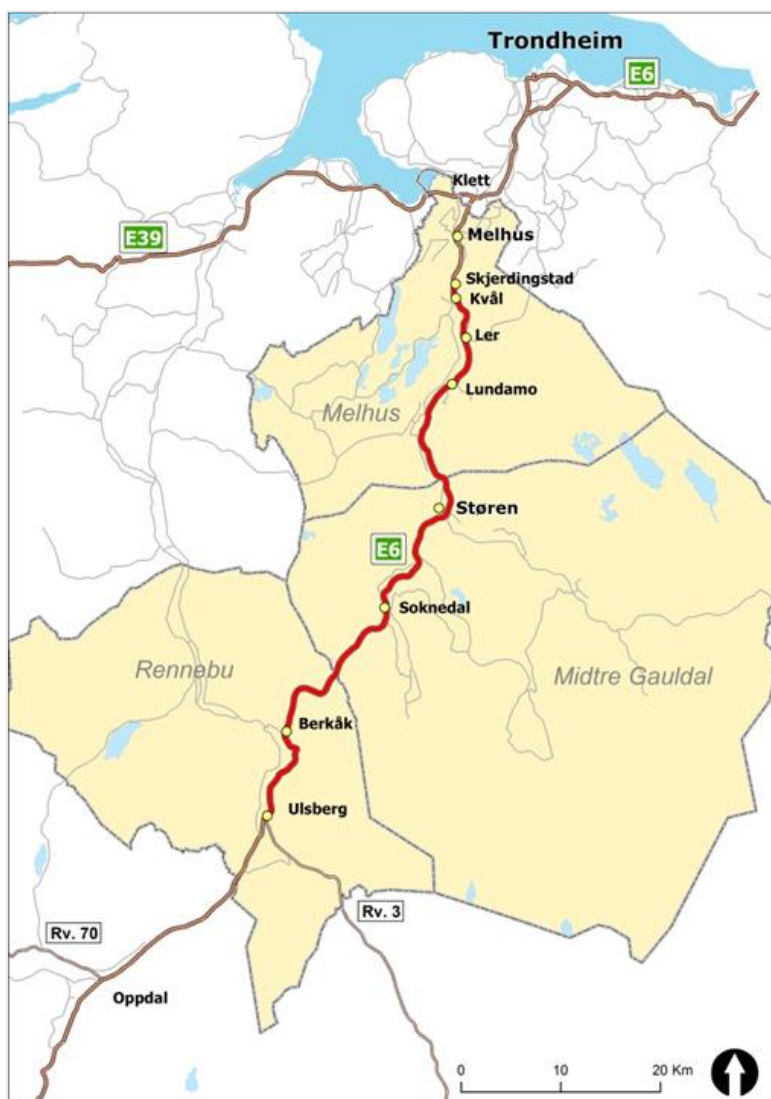 Trondheim
E6
Klett
E39
Melhus
Skjerdingstad
Kvål
Ler
Lundamo
Melhus
Støren
E6
Soknedal
Rennebu
Midtre Gauldal
Berkåk
Ulsberg
Rv. 3
Rv. 70
Oppdal
0 10 20 Km